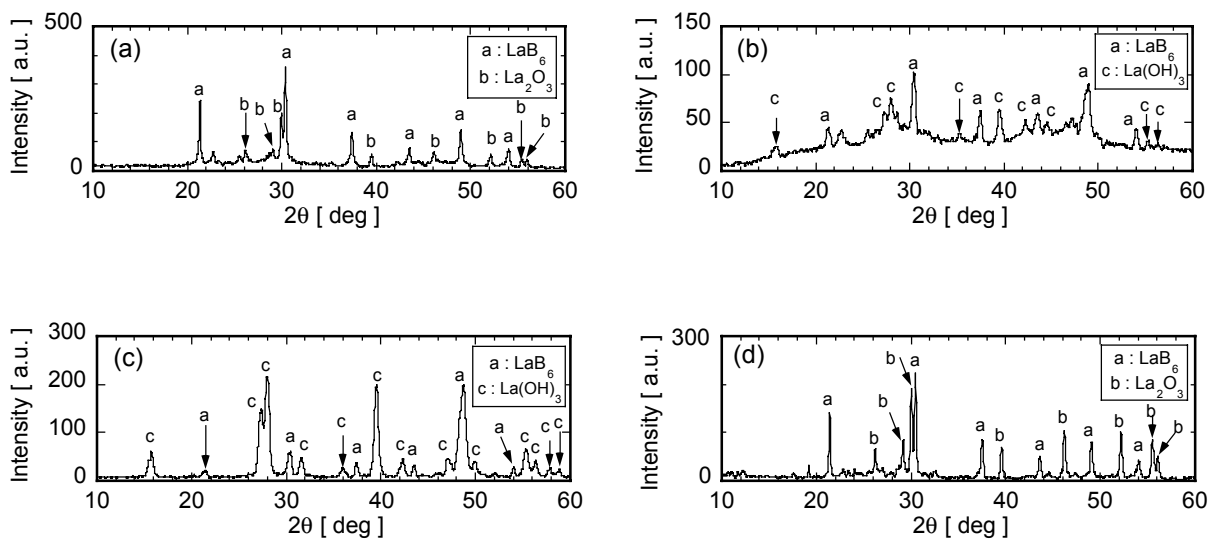 (a)
Intensity [ a.u. ]
500
0
a : LaB6
b : La2O3
a
b
b
b
a
a
b
a
b
a
b
a
b
b
10 20 30 40 50 60
2θ [ deg ]
(b)
Intensity [ a.u. ]
150
100
50
0
a : LaB6
c : La(OH)3
c
a
c
c
a
c
a
c
c
a
c
a
a
c
c
10 20 30 40 50 60
2θ [ deg ]
(c)
Intensity [ a.u. ]
300
200
100
0
a : LaB6
c : La(OH)3
c
a
c
c
a
c
c
a
c
c
a
c
a
c
a
c
c
c
c
10 20 30 40 50 60
2θ [ deg ]
(d)
Intensity [ a.u. ]
300
0
a : LaB6
b : La2O3
a
b
b
b
a
a
b
a
b
a
b
a
b
b
10 20 30 40 50 60
2θ [ deg ]